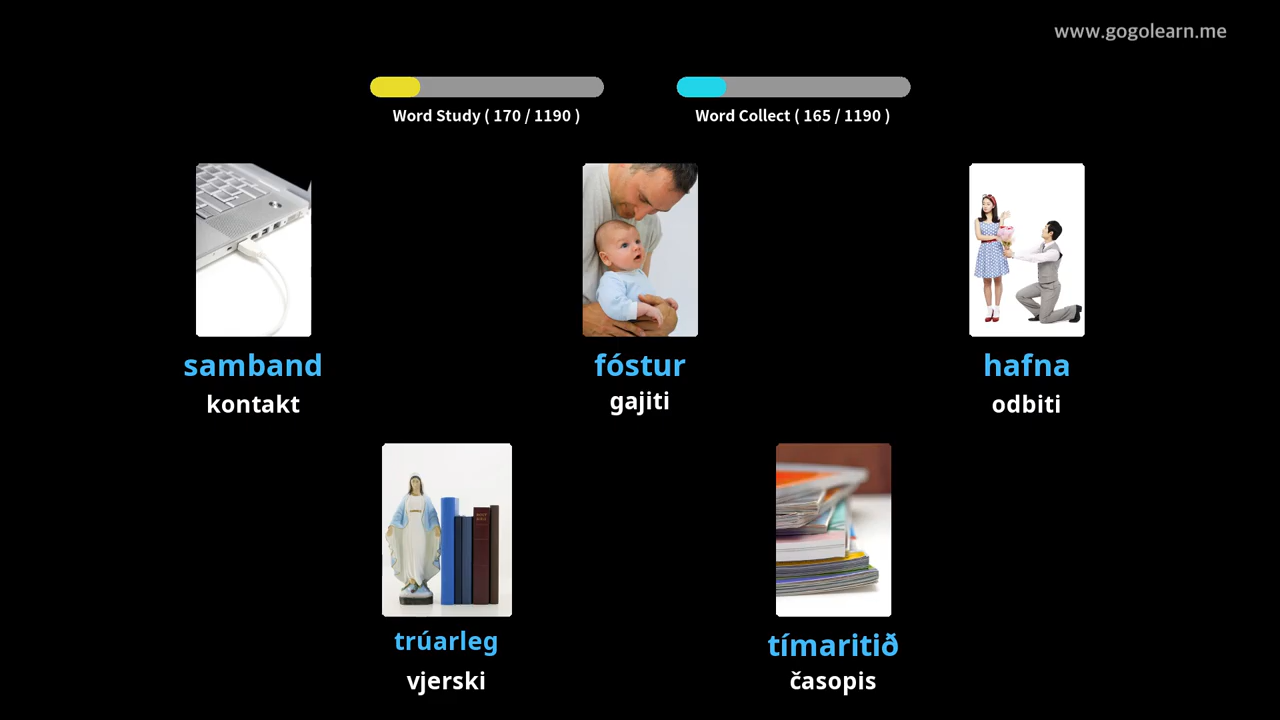 www.gogolearn.me
Word Study ( 170 / 1190 )
Word Collect ( 165 / 1190 )
samband
fóstur
hafna
kontakt
gajiti
odbiti
trúarleg
tímaritið
vjerski
časopis